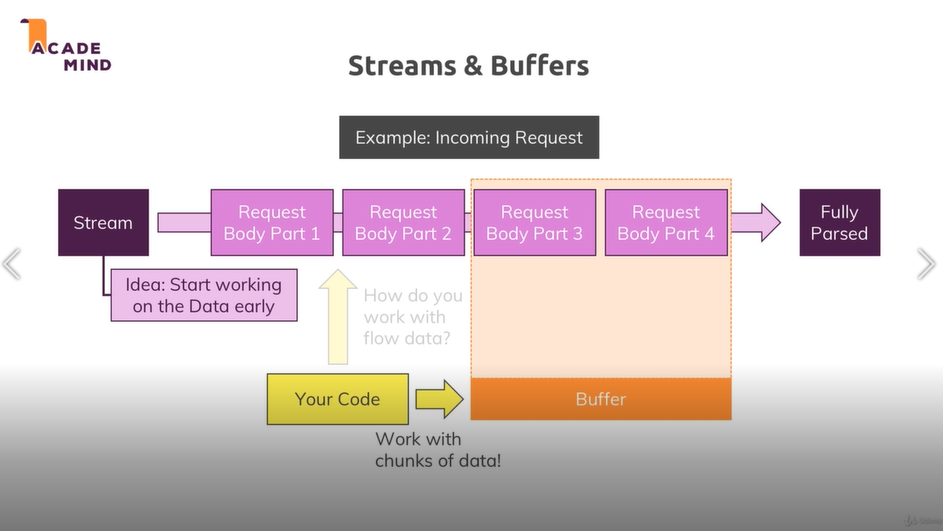 ACADE
MIND
Streams & Buffers
Example: Incoming Request
Stream
Request
Body Part 1
Request
Body Part 2
Request
Body Part 3
Request
Body Part 4
Fully
Parsed
Idea: Start working
on the Data early
How do you
work with
flow data?
Your Code
Buffer
Work with
chunks of data!